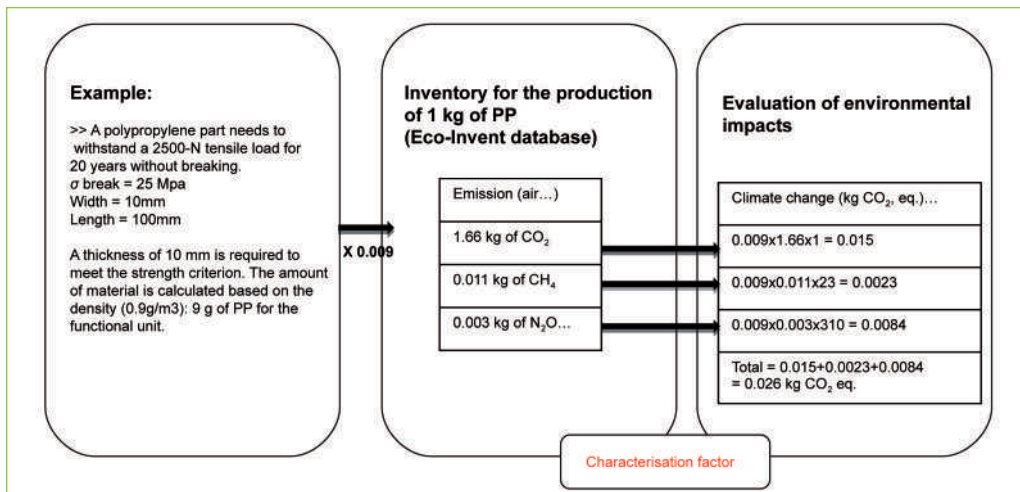 Example:
>> A polypropylene part needs to
withstand a 2500-N tensile load for
20 years without breaking.
σ break = 25 Mpa
Width = 10mm
Length = 100mm
A thickness of 10 mm is required to
meet the strength criterion. The amount
of material is calculated based on the
density (0.9g/m3): 9 g of PP for the
functional unit.
X 0.009
Inventory for the production
of 1 kg of PP
(Eco-Invent database)
Emission (air...)
1.66 kg of CO₂
0.011 kg of CH₄
0.003 kg of N₂O...
Evaluation of environmental
impacts
Climate change (kg CO₂, eq.)...
0.009x1.66x1 = 0.015
0.009x0.011x23 = 0.0023
0.009x0.003x310 = 0.0084
Total = 0.015+0.0023+0.0084
= 0.026 kg CO₂ eq.
Characterisation factor